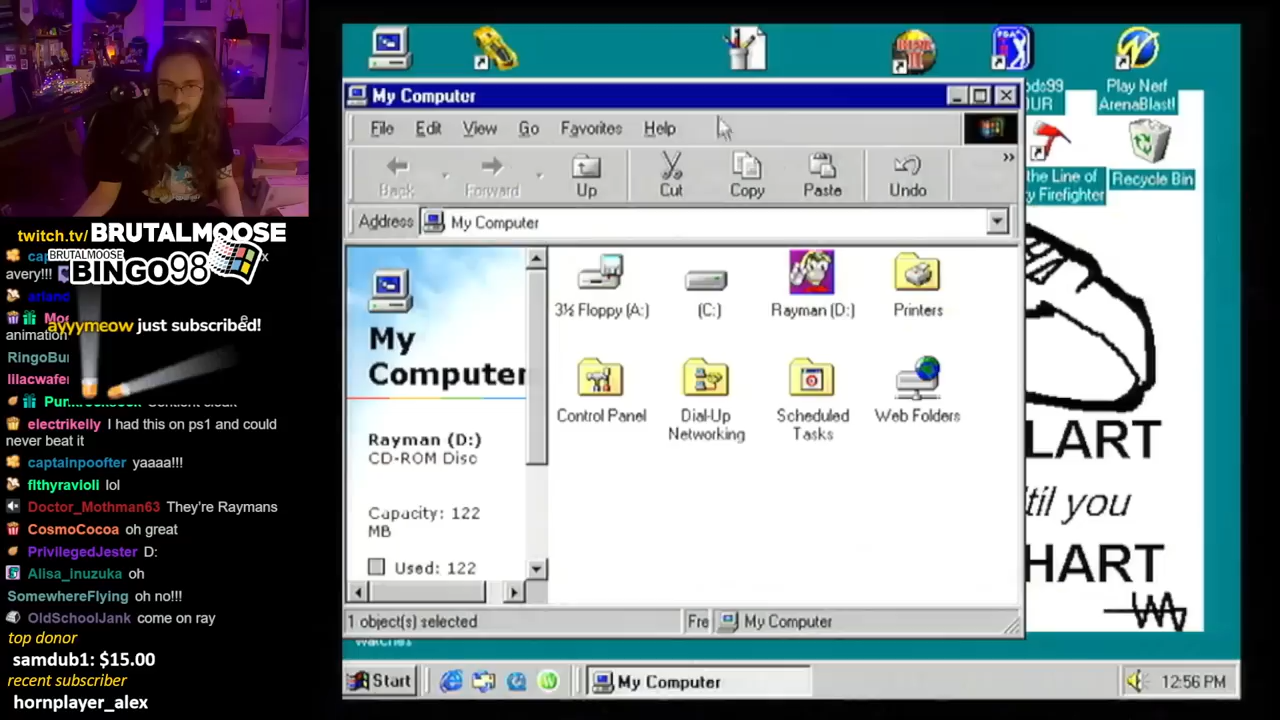 twitch.tv/BRUTALMOOSE
BRUTALMOOSE
BINGO98
avery!!!
ayyymeow just subscribed!
animation
electrikelly I had this on ps1 and could
never beat it
captainpoofter yaaaa!!!
flthyravioli lol
Doctor_Mothman63 They're Raymans
CosmoCocoa oh great
PrivilegedJester D:
Alisa_inuzuka oh
SomewhereFlying oh no!!!
OldSchoolJank come on ray
top donor
samdub1: $15.00
recent subscriber
hornplayer_alex
My Computer
File Edit View Go Favorites Help
Back Forward Up Cut Copy Paste Undo
Address My Computer
My
Computer
Rayman (D:)
CD-ROM Disc
Capacity: 122
MB
Used: 122
3½ Floppy (A:) (C:) Rayman (D:) Printers
Control Panel Dial-Up
Networking Scheduled
Tasks Web Folders
1 object(s) selected My Computer
Play Nerf
ArenaBlast!
the Line of
Firefighter
Recycle Bin
'til you
Start My Computer 12:56 PM